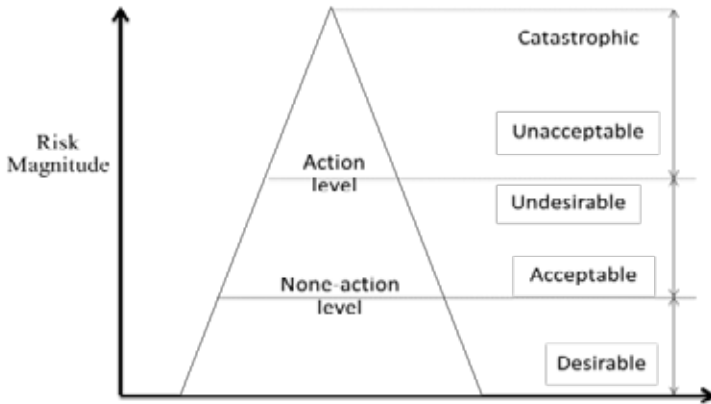 Catastrophic
Unacceptable
Risk
Magnitude
Action
level
Undesirable
Acceptable
None-action
level
Desirable